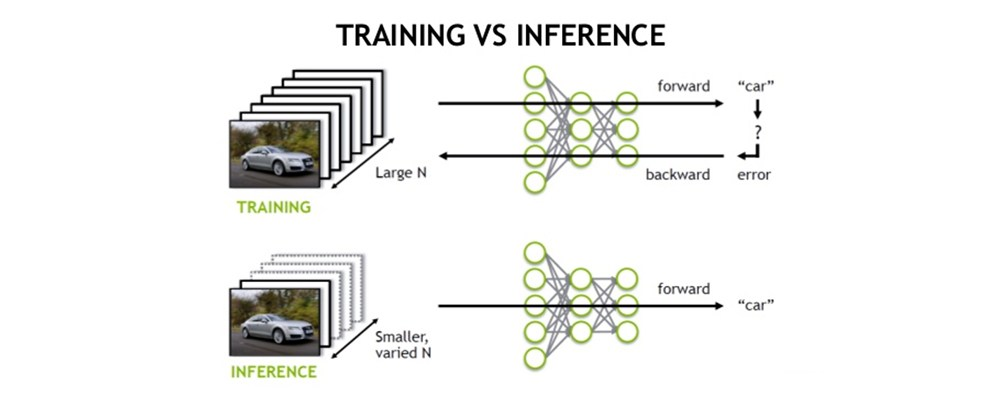 TRAINING VS INFERENCE
forward
“car”
?
Large N
backward
error
TRAINING
forward
“car”
Smaller,
varied N
INFERENCE